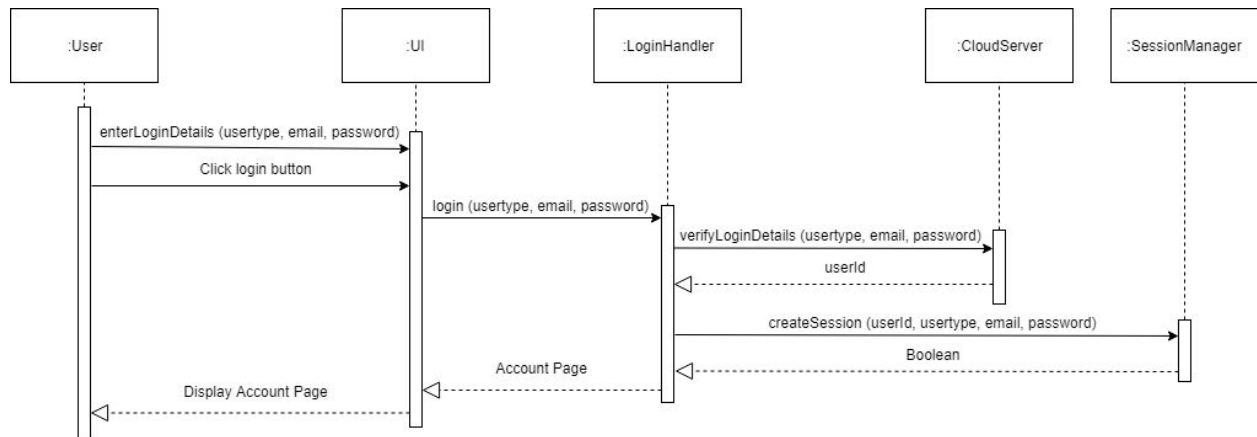 :User
:UI
:LoginHandler
:CloudServer
:SessionManager
enterLoginDetails (usertype, email, password)
Click login button
login (usertype, email, password)
verifyLoginDetails (usertype, email, password)
userId
createSession (userId, usertype, email, password)
Boolean
Account Page
Display Account Page